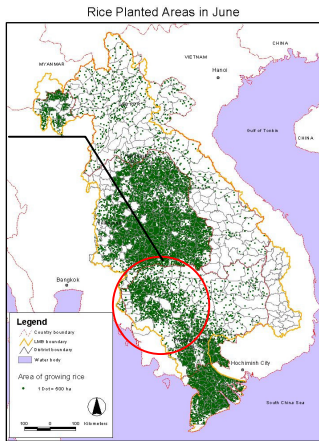 Rice Planted Areas in June
CHINA
MYANMAR
VIETNAM
Hanoi
Gulf of Tonkin
CHINA
Bangkok
Legend
Country boundary
LMB boundary
District boundary
Water body
Area of growing rice
1 Dot = 500 ha
100 0 100 Kilometers
Hochiminh City
South China Sea